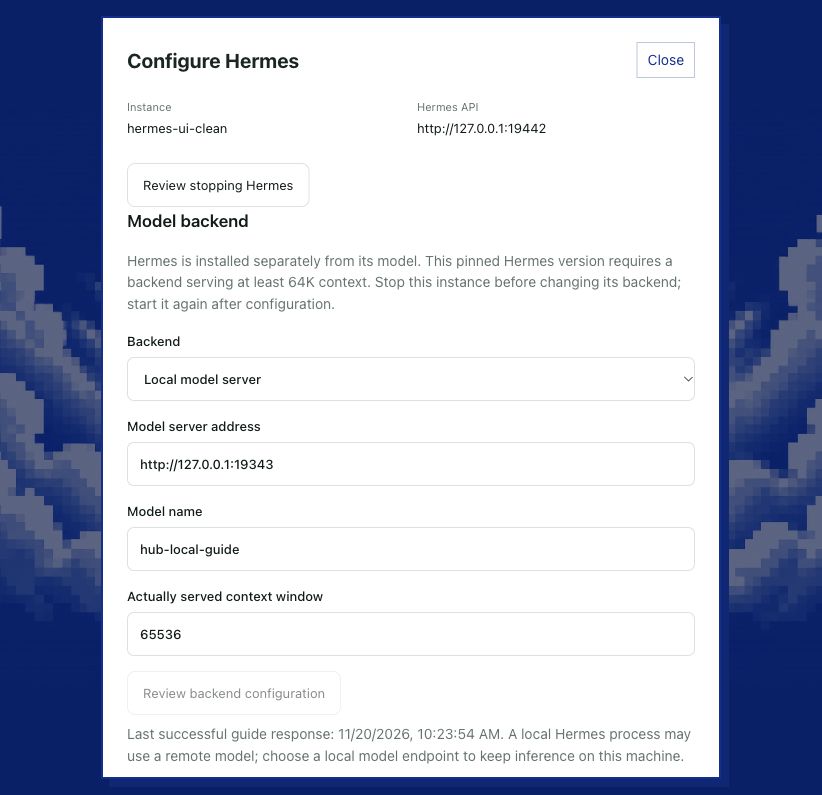 Configure Hermes
Close
Instance
Hermes API
hermes-ui-clean
http://127.0.0.1:19442
Review stopping Hermes
Model backend
Hermes is installed separately from its model. This pinned Hermes version requires a
backend serving at least 64K context. Stop this instance before changing its backend;
start it again after configuration.
Backend
Local model server
Model server address
http://127.0.0.1:19343
Model name
hub-local-guide
Actually served context window
65536
Review backend configuration
Last successful guide response: 11/20/2026, 10:23:54 AM. A local Hermes process may
use a remote model; choose a local model endpoint to keep inference on this machine.